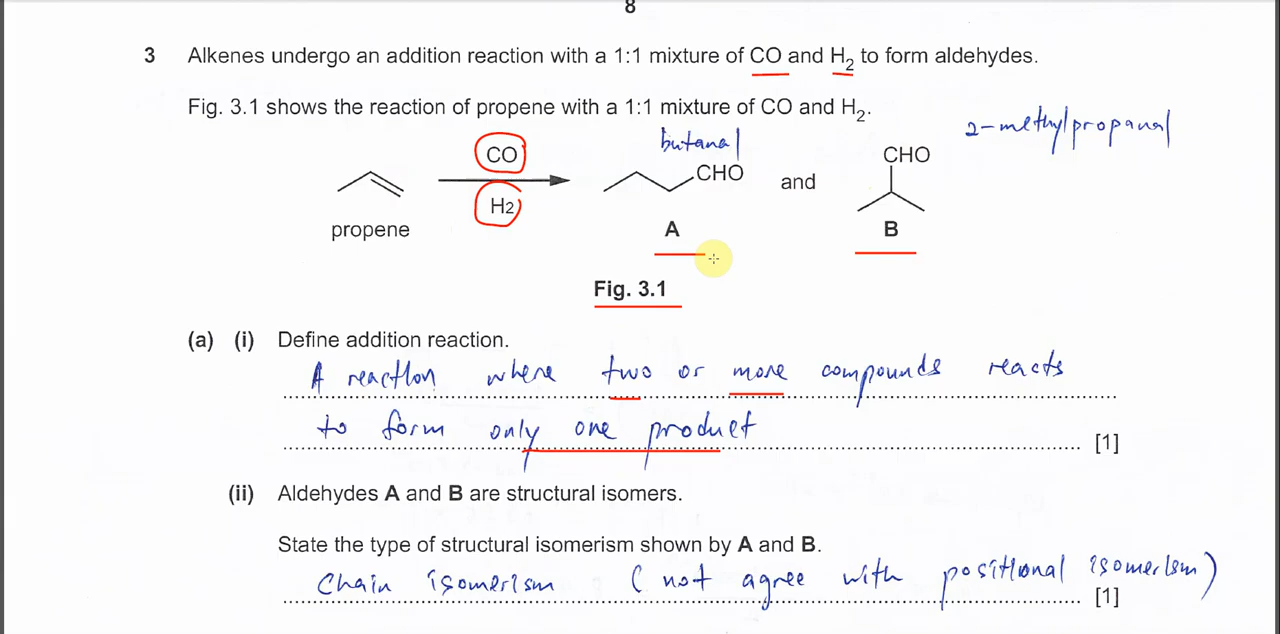 8
3 Alkenes undergo an addition reaction with a 1:1 mixture of CO and H2 to form aldehydes.
Fig. 3.1 shows the reaction of propene with a 1:1 mixture of CO and H2.
2-methylpropanal
butanal
CO
CHO
CHO
and
H2
propene
A
B
Fig. 3.1
(a) (i) Define addition reaction.
A reaction where two or more compounds reacts
to form only one product
[1]
(ii) Aldehydes A and B are structural isomers.
State the type of structural isomerism shown by A and B.
Chain isomerism (not agree with positional isomerism)
[1]